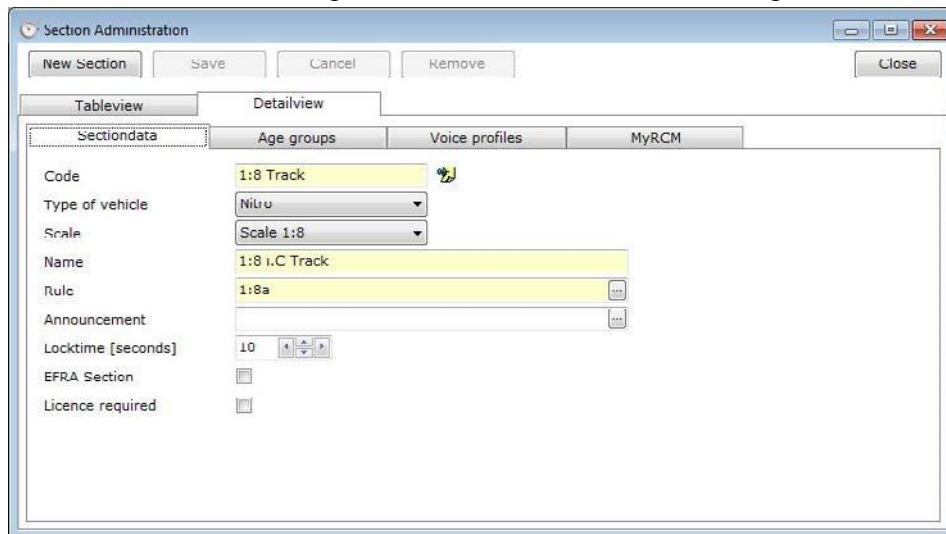 Section Administration
New Section Save Cancel Remove Close
Tableview Detailview
Sectiondata Age groups Voice profiles MyRCM
Code 1:8 Track
Type of vehicle Nitro
Scale Scale 1:8
Name 1:8 I.C Track
Rule 1:8a ...
Announcement ...
Locktime [seconds] 10
EFRA Section
Licence required